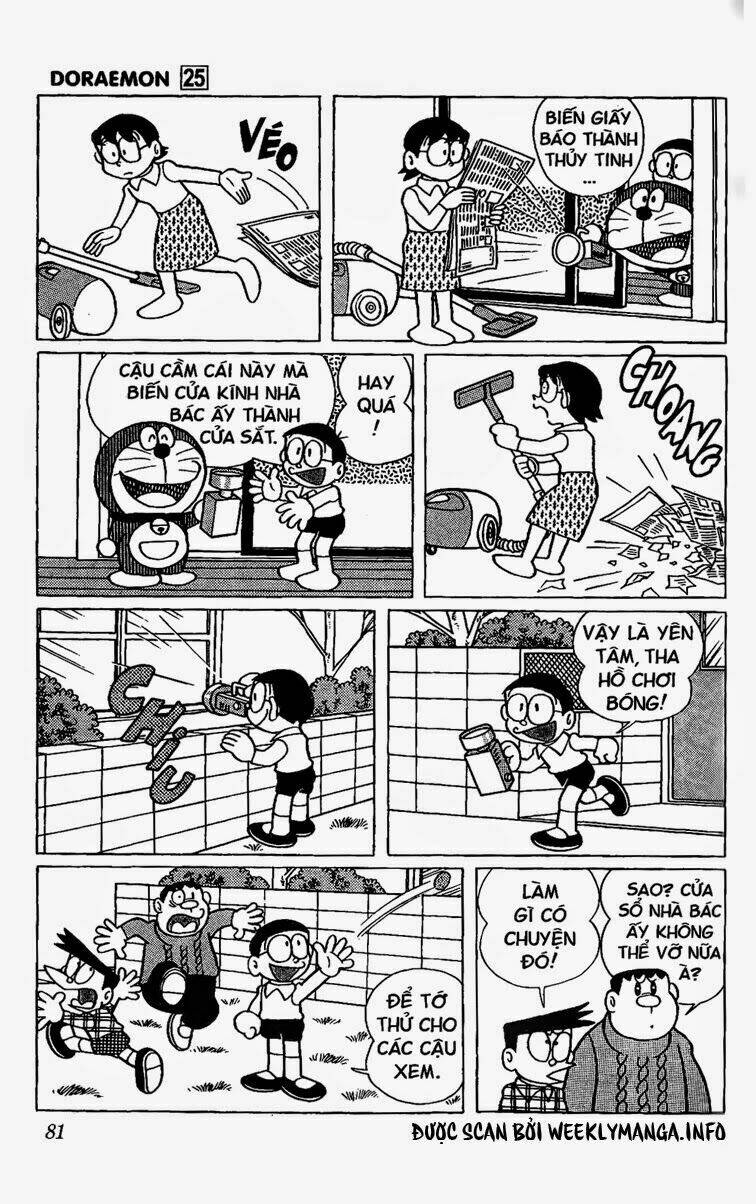 DORAEMON 25
BIẾN GIẤY
BÁO THÀNH
THỦY TINH
...
VÉO
CHOANG
HAY
QUÁ
!
CẬU CẦM CÁI NÀY MÀ
BIẾN CỬA KÍNH NHÀ
BÁC ẤY THÀNH
CỬA SẮT.
VẬY LÀ YÊN
TÂM, THA
HỒ CHƠI
BÓNG!
CHÍU
SAO? CỬA
SỔ NHÀ BÁC
ẤY KHÔNG
THỂ VỠ NỮA
À?
LÀM
GÌ CÓ
CHUYỆN
ĐÓ!
ĐỂ TỚ
THỬ CHO
CÁC CẬU
XEM.
81
ĐƯỢC SCAN BỞI WEEKLYMANGA.INFO